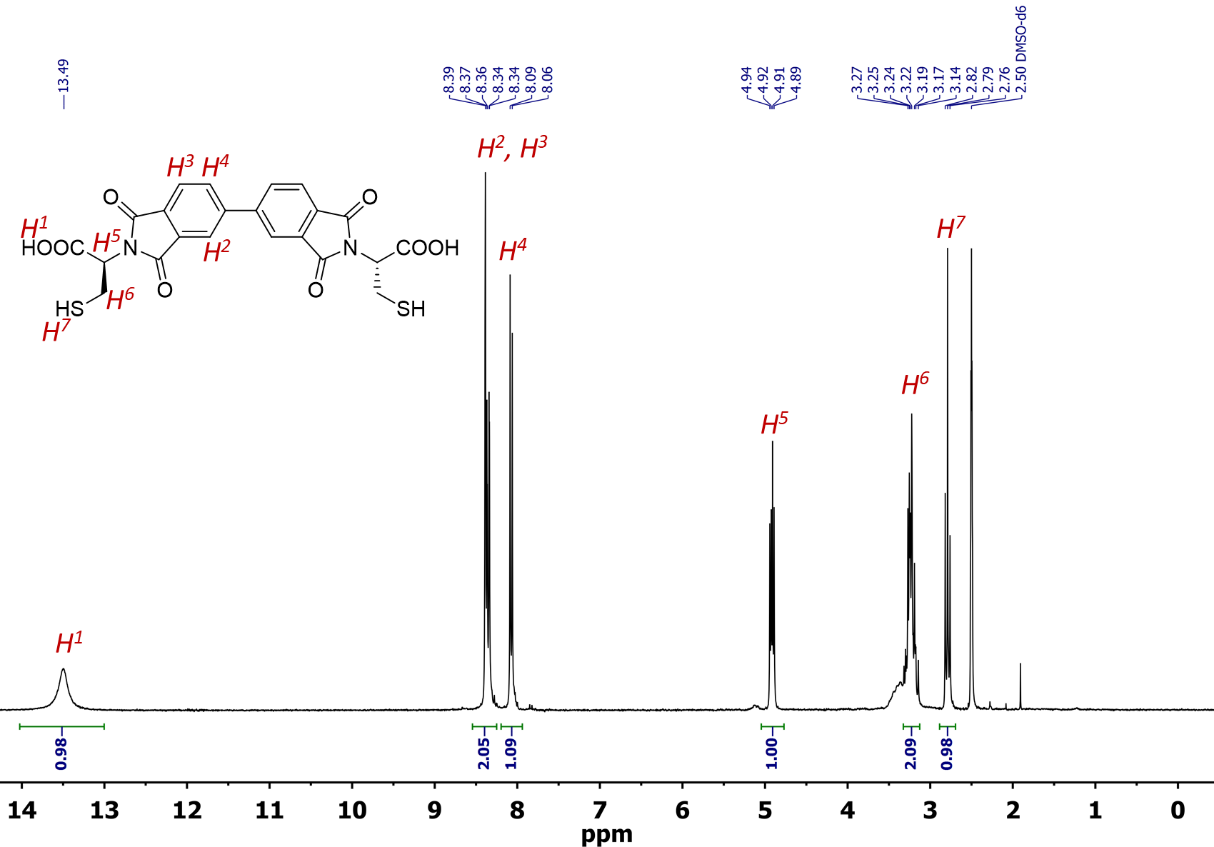 13.49
8.39
8.37
8.36
8.34
8.34
8.09
8.06
4.94
4.92
4.91
4.89
3.27
3.25
3.24
3.22
3.19
3.17
3.14
2.82
2.79
2.76
2.50 DMSO-d6
H2, H3
H3 H4
O O
H1 H7
HOOC H5 N H2 H4 N COOH
O O
H6
HS SH
H7
H6
H5
H1
0.98 2.05 1.09 1.00 2.09 0.98
14 13 12 11 10 9 8 7 6 5 4 3 2 1 0
ppm